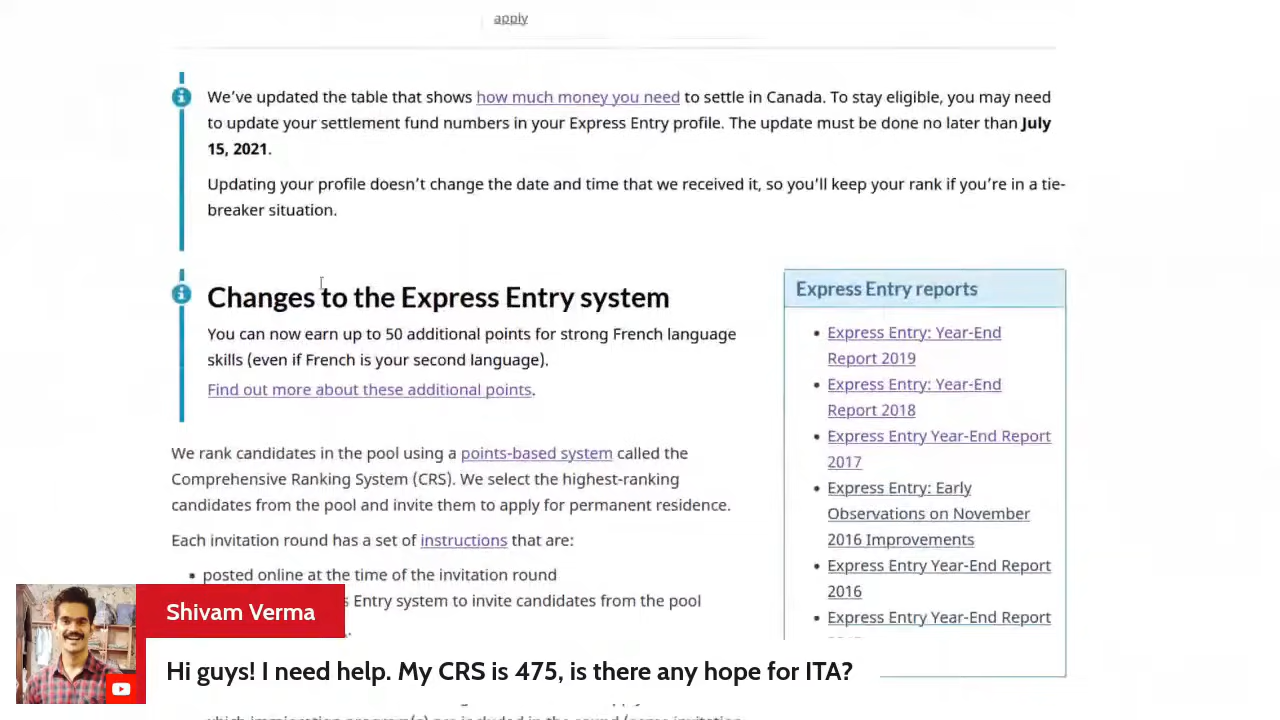 apply
We've updated the table that shows how much money you need to settle in Canada. To stay eligible, you may need
to update your settlement fund numbers in your Express Entry profile. The update must be done no later than July
15, 2021.
Updating your profile doesn't change the date and time that we received it, so you'll keep your rank if you're in a tie-
breaker situation.
Changes to the Express Entry system
You can now earn up to 50 additional points for strong French language
skills (even if French is your second language).
Find out more about these additional points.
We rank candidates in the pool using a points-based system called the
Comprehensive Ranking System (CRS). We select the highest-ranking
candidates from the pool and invite them to apply for permanent residence.
Each invitation round has a set of instructions that are:
▪ posted online at the time of the invitation round
Entry system to invite candidates from the pool
Express Entry reports
• Express Entry: Year-End
Report 2019
• Express Entry: Year-End
Report 2018
• Express Entry Year-End Report
2017
• Express Entry: Early
Observations on November
2016 Improvements
• Express Entry Year-End Report
2016
• Express Entry Year-End Report
Shivam Verma
Hi guys! I need help. My CRS is 475, is there any hope for ITA?